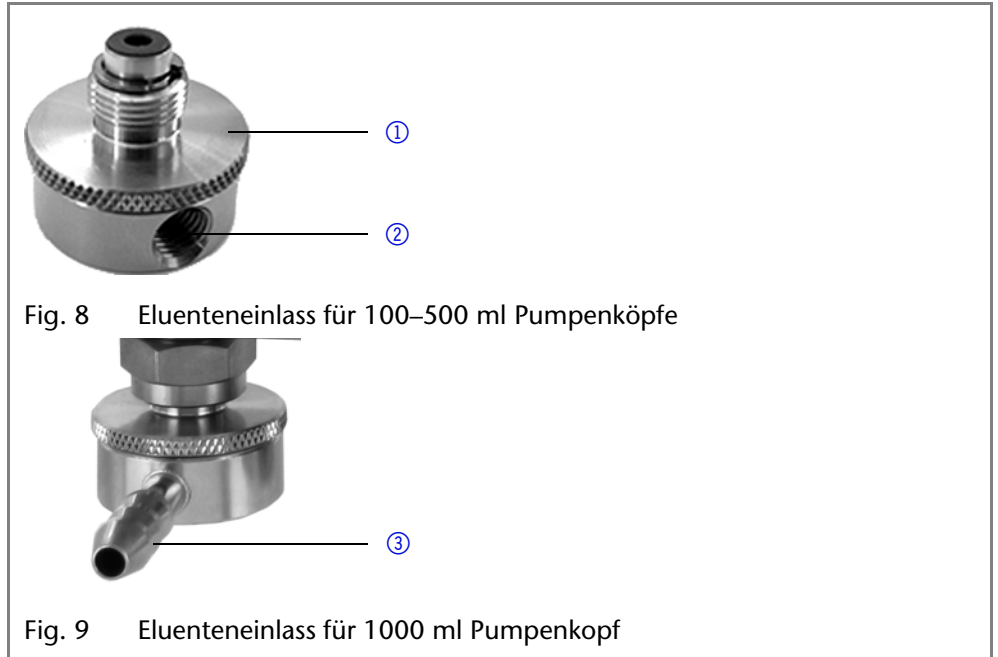 ①
②
Fig. 8 Eluenteneinlass für 100–500 ml Pumpenköpfe
③
Fig. 9 Eluenteneinlass für 1000 ml Pumpenkopf